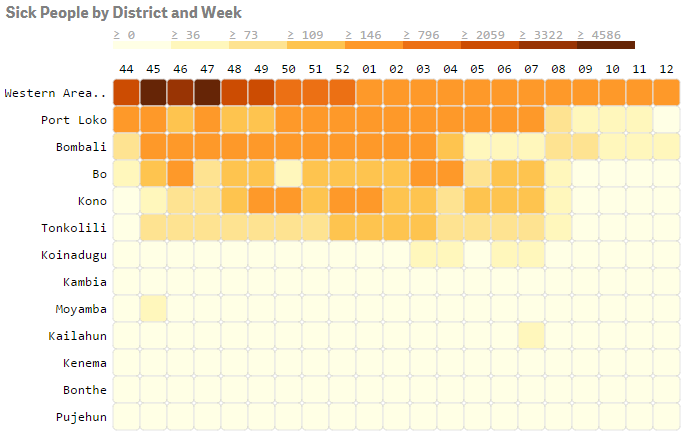 Sick People by District and Week
≥ 0 ≥ 36 ≥ 73 ≥ 109 ≥ 146 ≥ 796 ≥ 2059 ≥ 3322 ≥ 4586
44 45 46 47 48 49 50 51 52 01 02 03 04 05 06 07 08 09 10 11 12
Western Area..
Port Loko
Bombali
Bo
Kono
Tonkolili
Koinadugu
Kambia
Moyamba
Kailahun
Kenema
Bonthe
Pujehun